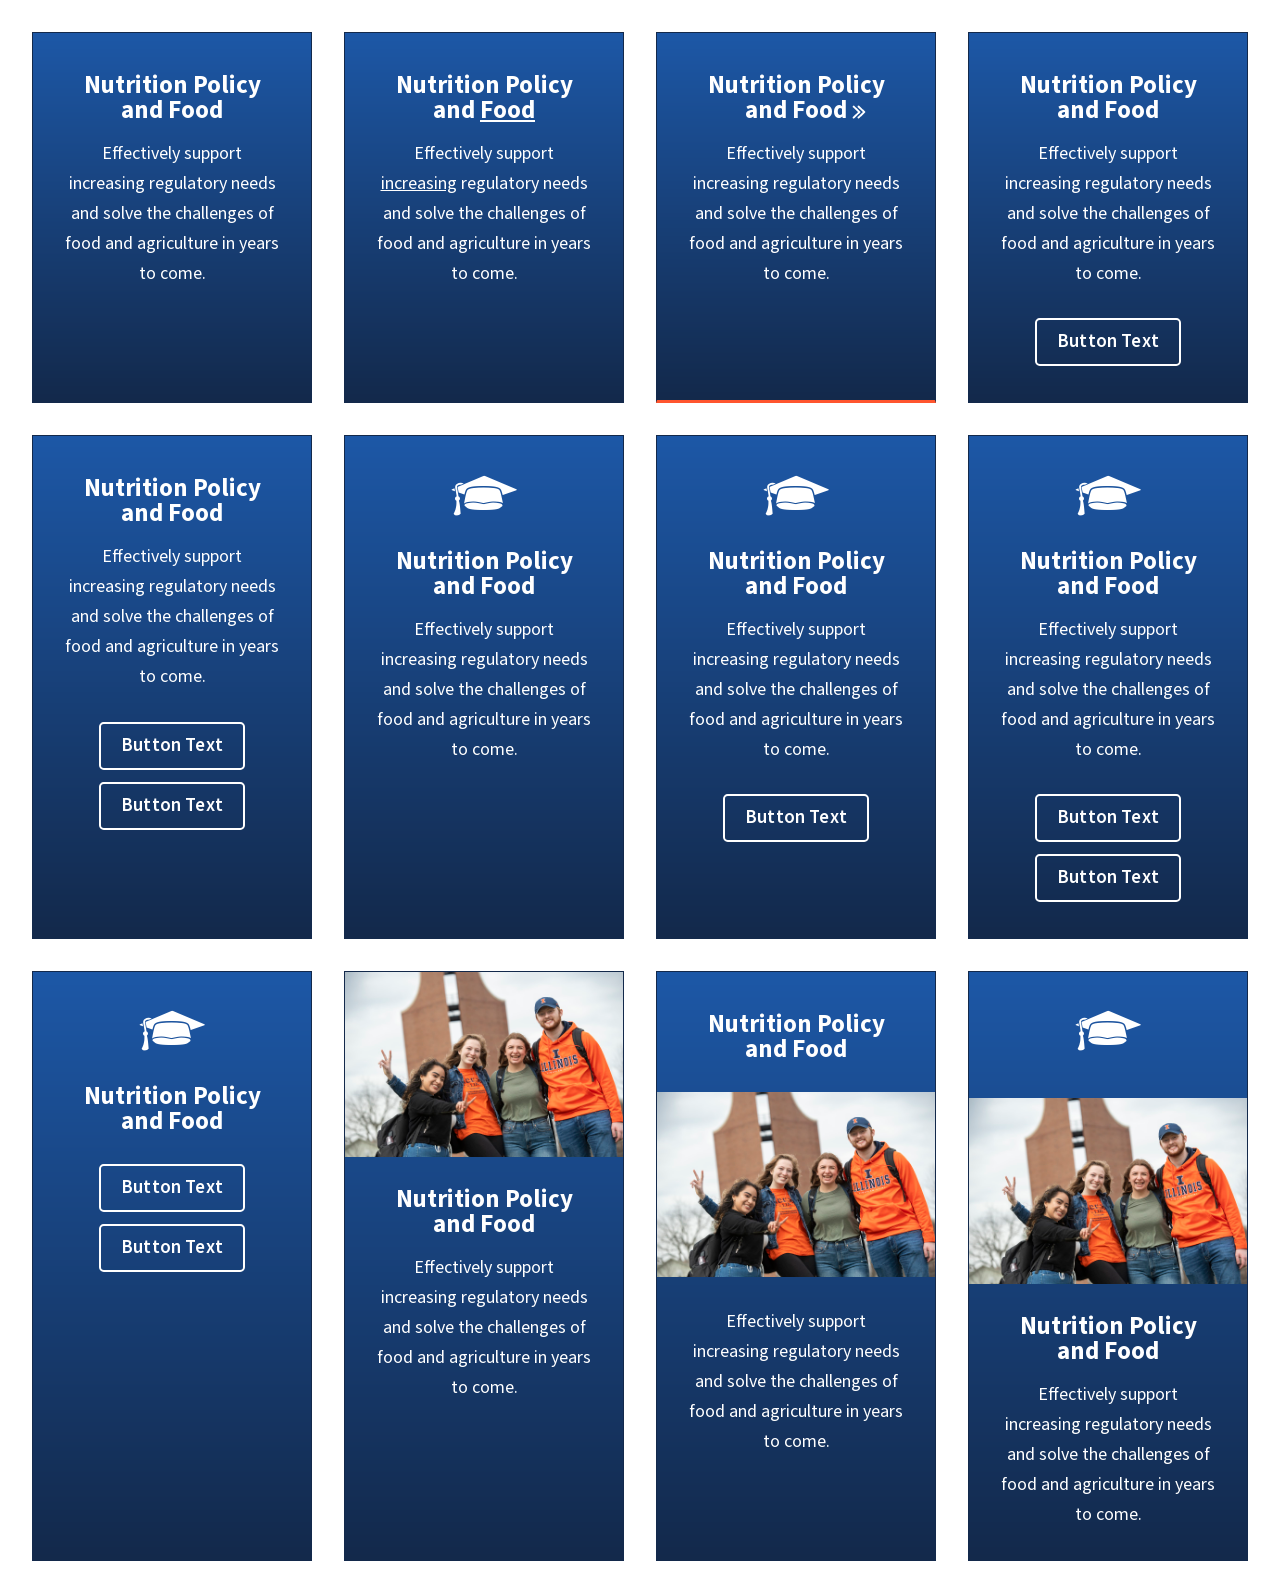 Nutrition Policy
and Food
Effectively support
increasing regulatory needs
and solve the challenges of
food and agriculture in years
to come.
Nutrition Policy
and Food
Effectively support
increasing regulatory needs
and solve the challenges of
food and agriculture in years
to come.
Nutrition Policy
and Food »
Effectively support
increasing regulatory needs
and solve the challenges of
food and agriculture in years
to come.
Nutrition Policy
and Food
Effectively support
increasing regulatory needs
and solve the challenges of
food and agriculture in years
to come.
Button Text
Nutrition Policy
and Food
Effectively support
increasing regulatory needs
and solve the challenges of
food and agriculture in years
to come.
Button Text
Button Text
Nutrition Policy
and Food
Effectively support
increasing regulatory needs
and solve the challenges of
food and agriculture in years
to come.
Nutrition Policy
and Food
Effectively support
increasing regulatory needs
and solve the challenges of
food and agriculture in years
to come.
Button Text
Nutrition Policy
and Food
Effectively support
increasing regulatory needs
and solve the challenges of
food and agriculture in years
to come.
Button Text
Button Text
Nutrition Policy
and Food
Button Text
Button Text
I
ILLINOIS
Nutrition Policy
and Food
Effectively support
increasing regulatory needs
and solve the challenges of
food and agriculture in years
to come.
Nutrition Policy
and Food
I
ILLINOIS
Effectively support
increasing regulatory needs
and solve the challenges of
food and agriculture in years
to come.
I
ILLINOIS
Nutrition Policy
and Food
Effectively support
increasing regulatory needs
and solve the challenges of
food and agriculture in years
to come.